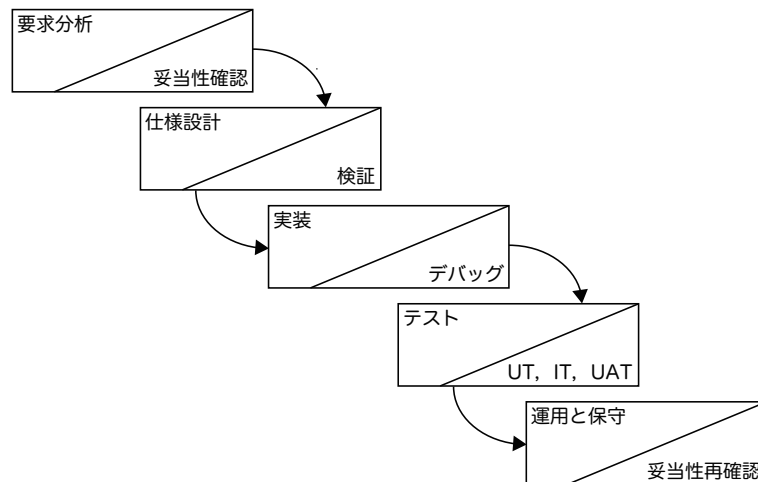 要求分析
妥当性確認
仕様設計
検証
実装
デバッグ
テスト
UT, IT, UAT
運用と保守
妥当性再確認